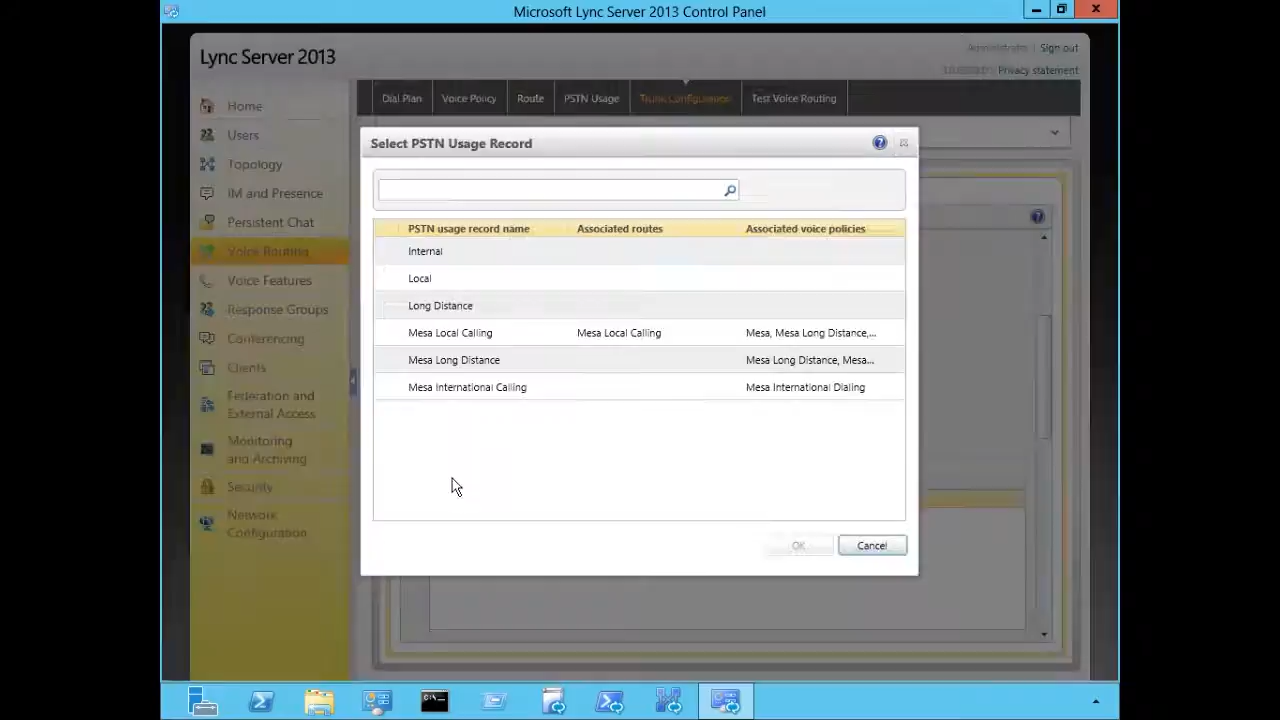 Microsoft Lync Server 2013 Control Panel
Lync Server 2013
Administrator | Sign out
Privacy statement
Home
Users
Topology
IM and Presence
Persistent Chat
Voice Routing
Voice Features
Response Groups
Conferencing
Clients
Federation and
External Access
Monitoring
and Archiving
Security
Network
Configuration
Dial Plan
Voice Policy
Route
PSTN Usage
Trunk Configuration
Test Voice Routing
Select PSTN Usage Record
PSTN usage record name Associated routes Associated voice policies
Internal
Local
Long Distance
Mesa Local Calling Mesa Local Calling Mesa, Mesa Long Distance,...
Mesa Long Distance Mesa Long Distance, Mesa...
Mesa International Calling Mesa International Dialing
OK
Cancel